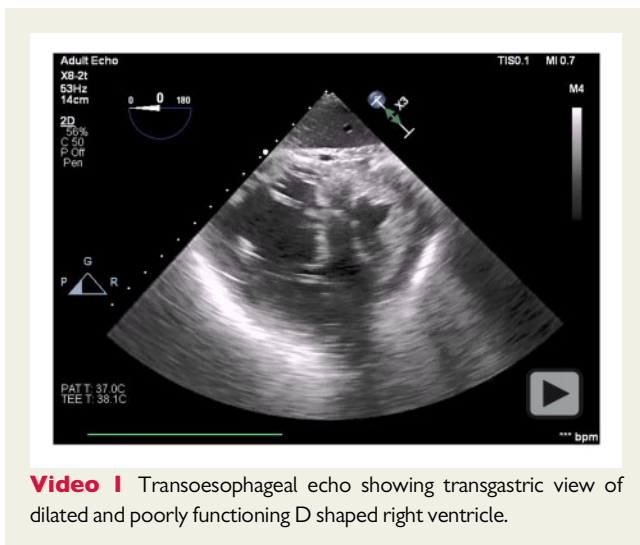 Adult Echo
TIS0.1 MI 0.7
X8-2t
53Hz
14cm
M4
0 0 180
X3
2D
56%
C 50
P Off
Pen
G
P R
PAT T: 37.0C
TEE T: 38.1C
*** bpm
Video 1 Transoesophageal echo showing transgastric view of
dilated and poorly functioning D shaped right ventricle.